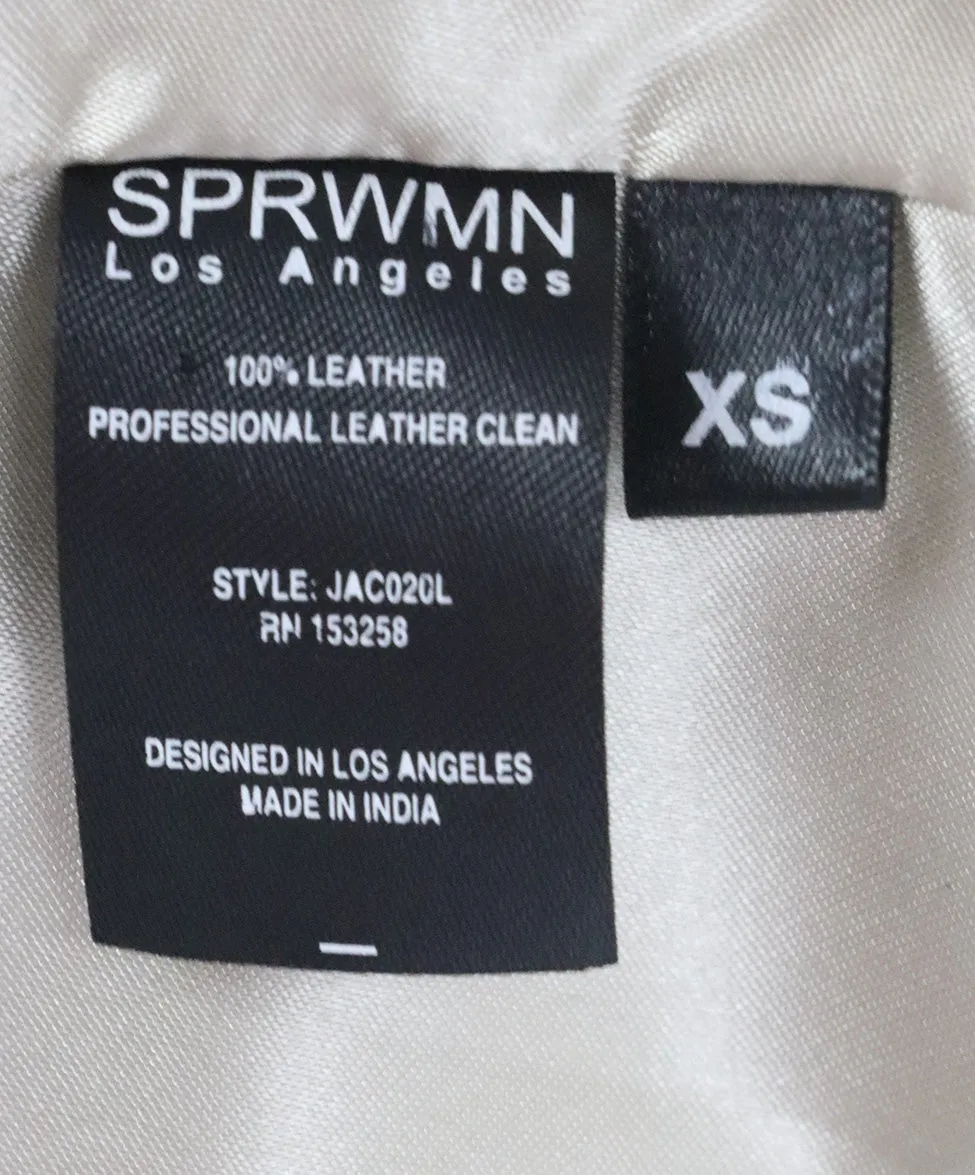 SPRWMN
Los Angeles
100% LEATHER
PROFESSIONAL LEATHER CLEAN
STYLE: JAC020L
RN 153258
DESIGNED IN LOS ANGELES
MADE IN INDIA
XS